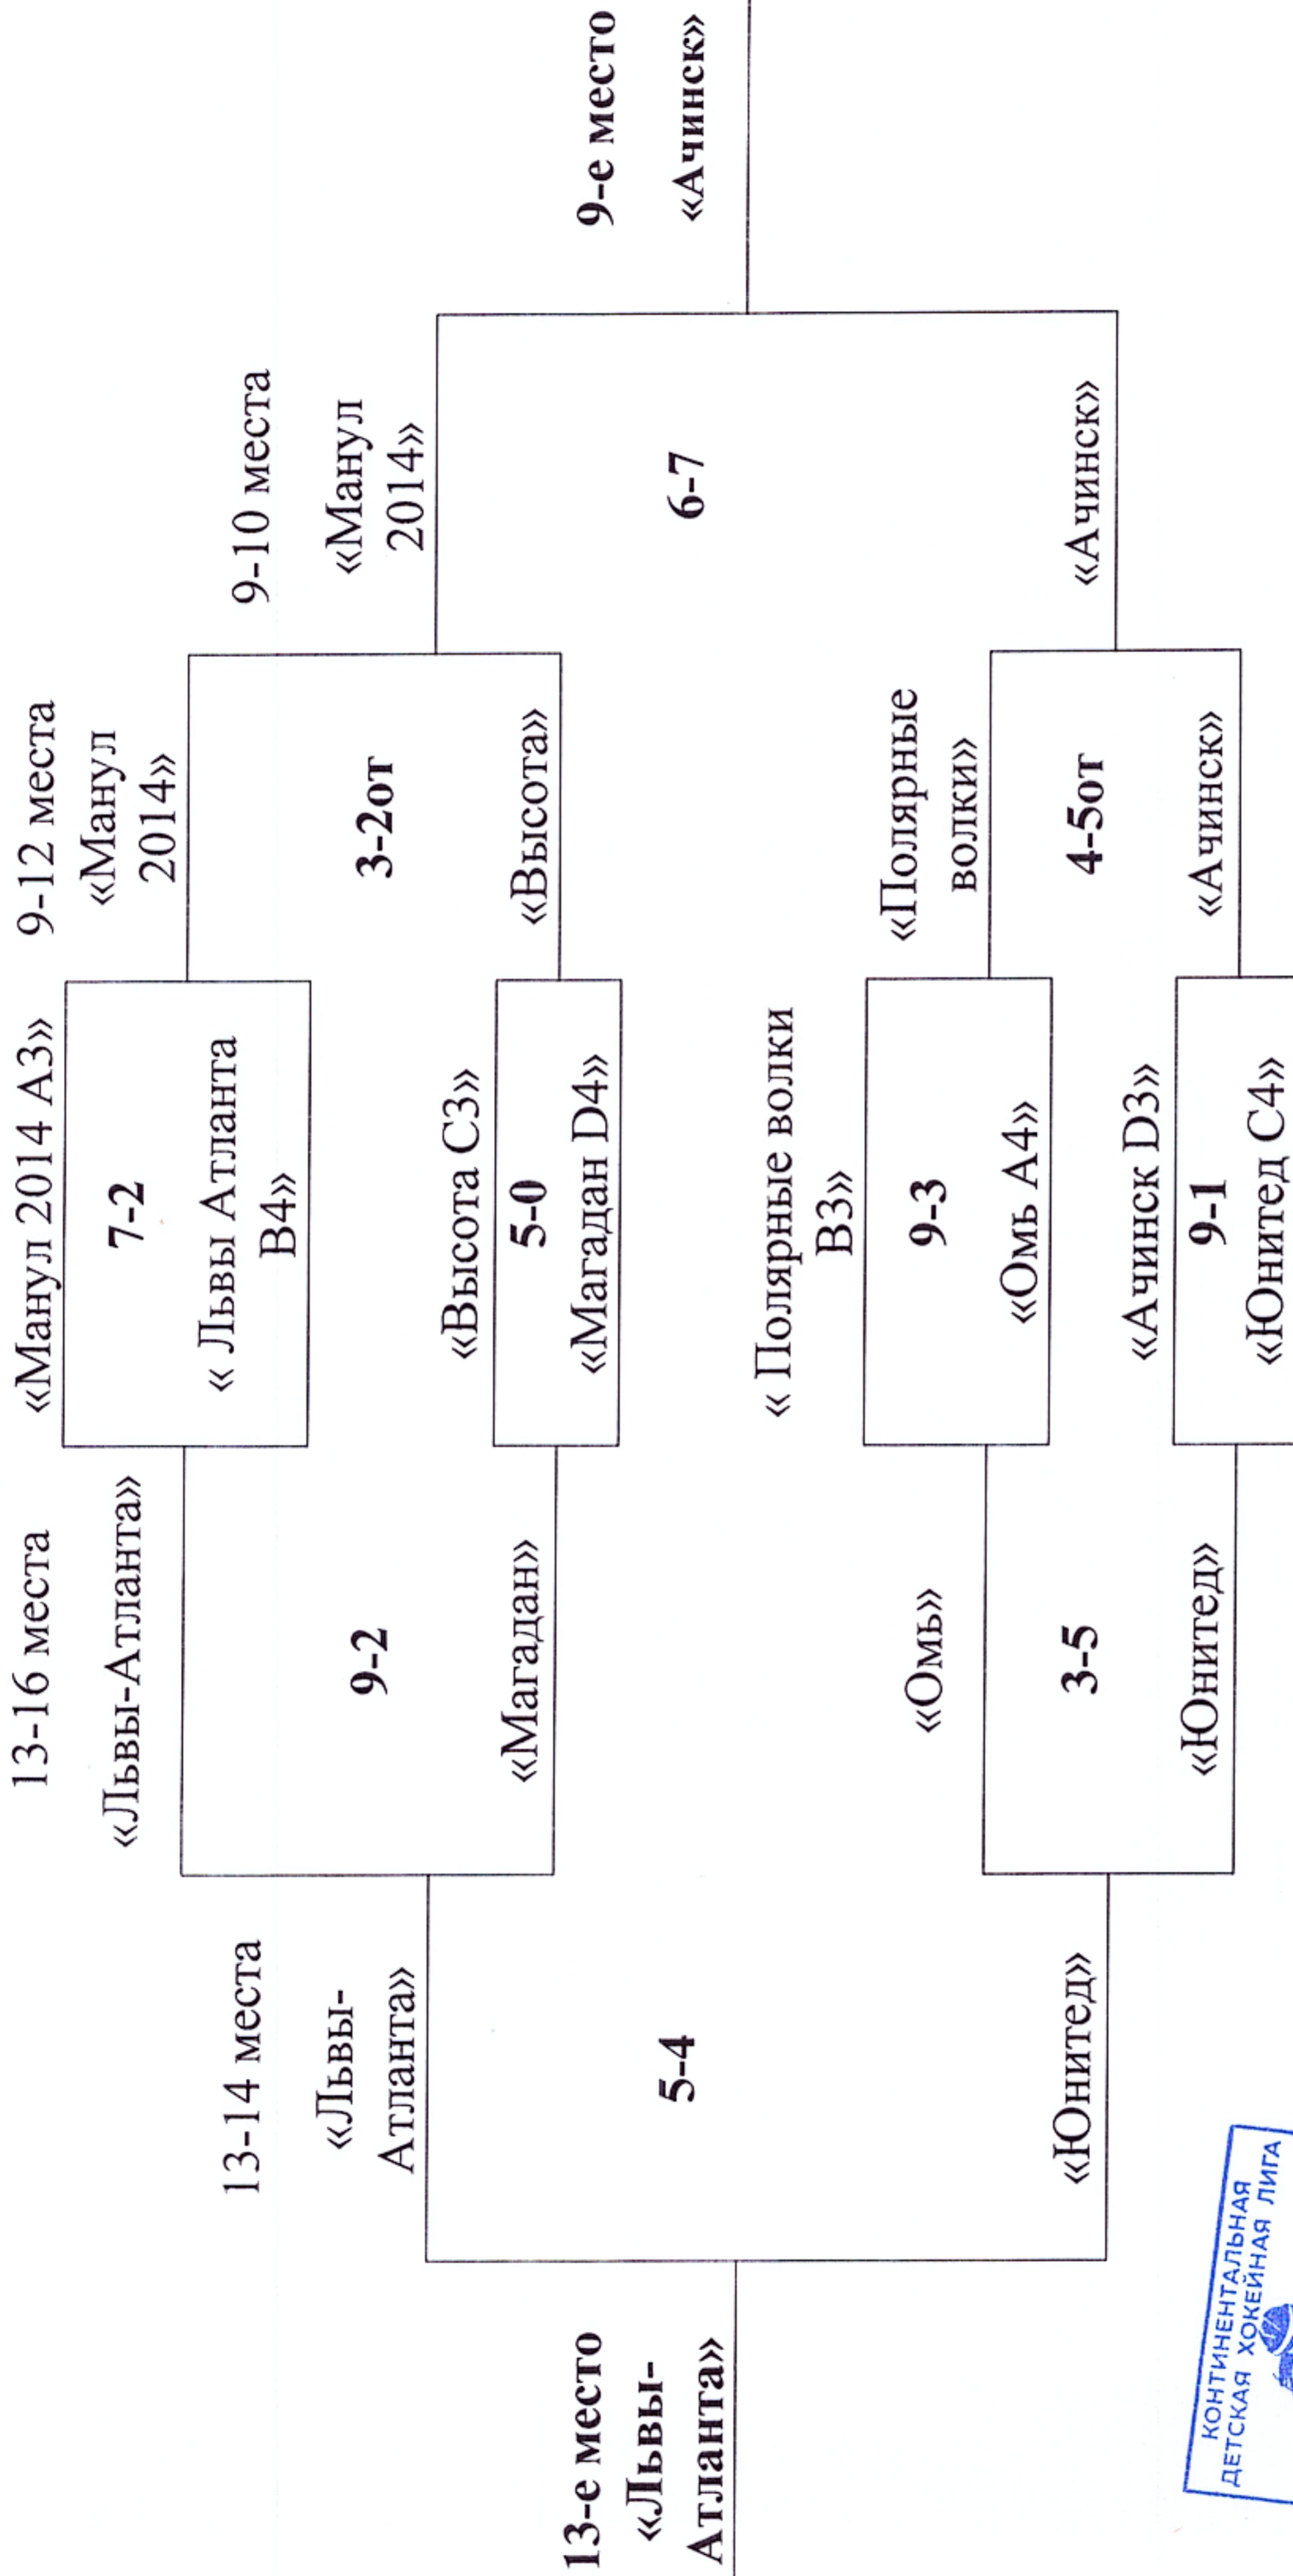 13-16 места
«Манул 2014 А3»
9-12 места
«Львы-Атланта»
7-2
«Манул
2014»
« Львы Атланта
В4»
13-14 места
9-10 места
«Львы-
Атланта»
9-2
3-2от
«Манул
2014»
«Высота С3»
«Магадан»
5-0
«Высота»
«Магадан D4»
13-е место
9-е место
«Львы-
Атланта»
5-4
6-7
«Ачинск»
« Полярные волки
В3»
«Полярные
волки»
«Омь»
9-3
«Омь А4»
3-5
4-5от
«Юнитед»
«Ачинск»
«Ачинск D3»
«Юнитед»
9-1
«Ачинск»
«Юнитед С4»
КОНТИНЕНТАЛЬНАЯ
ДЕТСКАЯ ХОКЕЙНАЯ ЛИГА